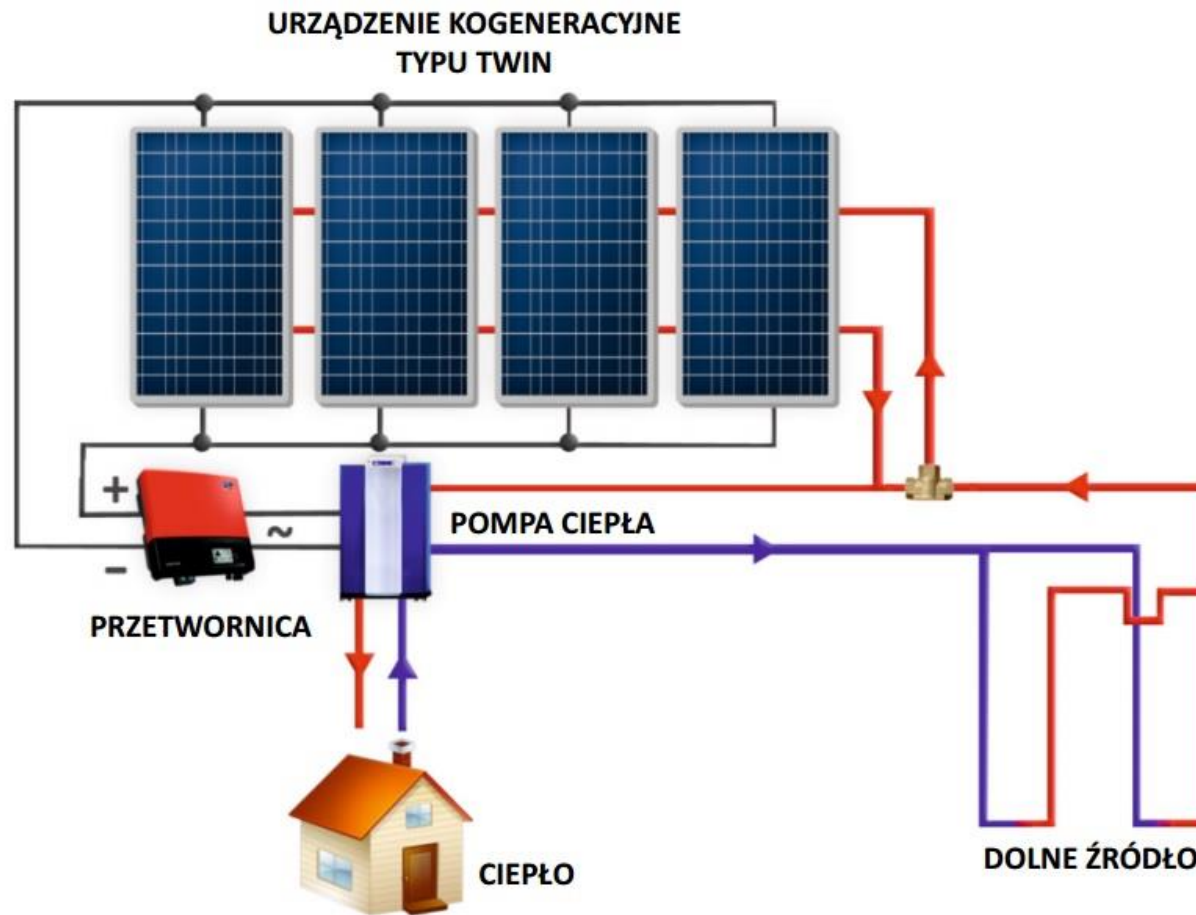 URZĄDZENIE KOGENERACYJNE
TYPU TWIN
+
~
POMPA CIEPŁA
−
PRZETWORNICA
CIEPŁO
DOLNE ŹRÓDŁO